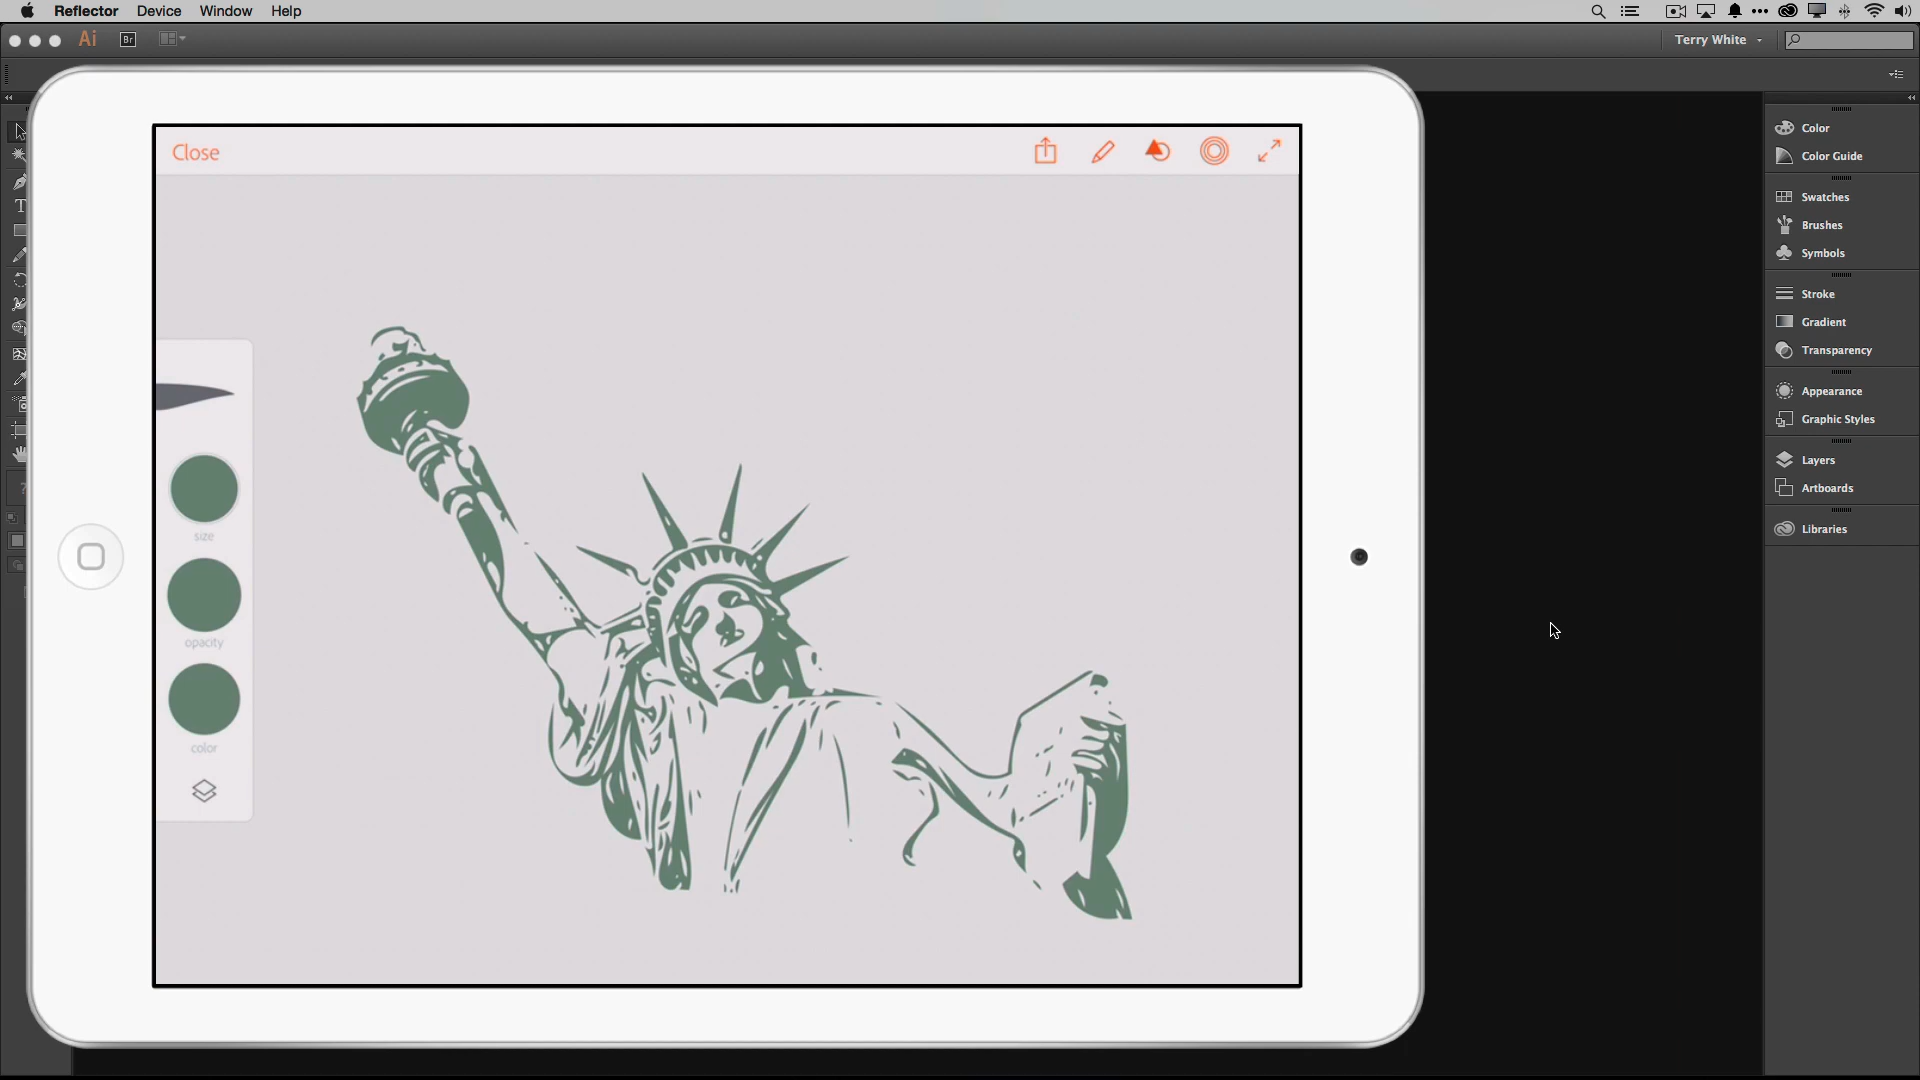 Reflector Device Window Help
Ai Br Terry White
Close
size
opacity
color
T
Color
Color Guide
Swatches
Brushes
Symbols
Stroke
Gradient
Transparency
Appearance
Graphic Styles
Layers
Artboards
Libraries